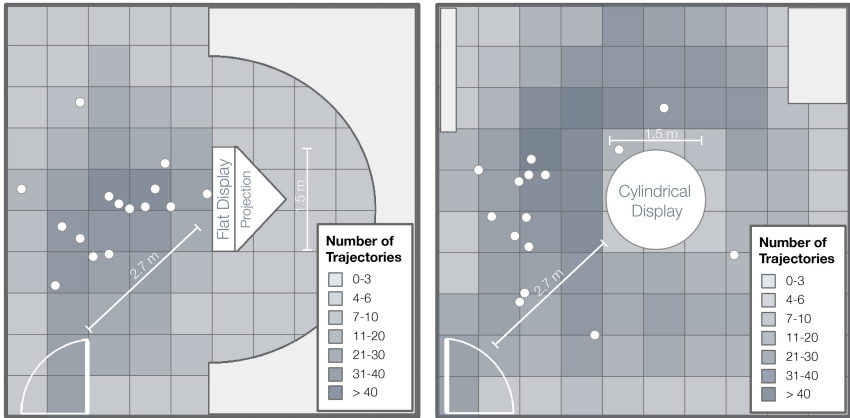 Flat Display
Projection
1.5 m
2.7 m
Number of
Trajectories
0-3
4-6
7-10
11-20
21-30
31-40
> 40
1.5 m
Cylindrical
Display
2.7 m
Number of
Trajectories
0-3
4-6
7-10
11-20
21-30
31-40
> 40